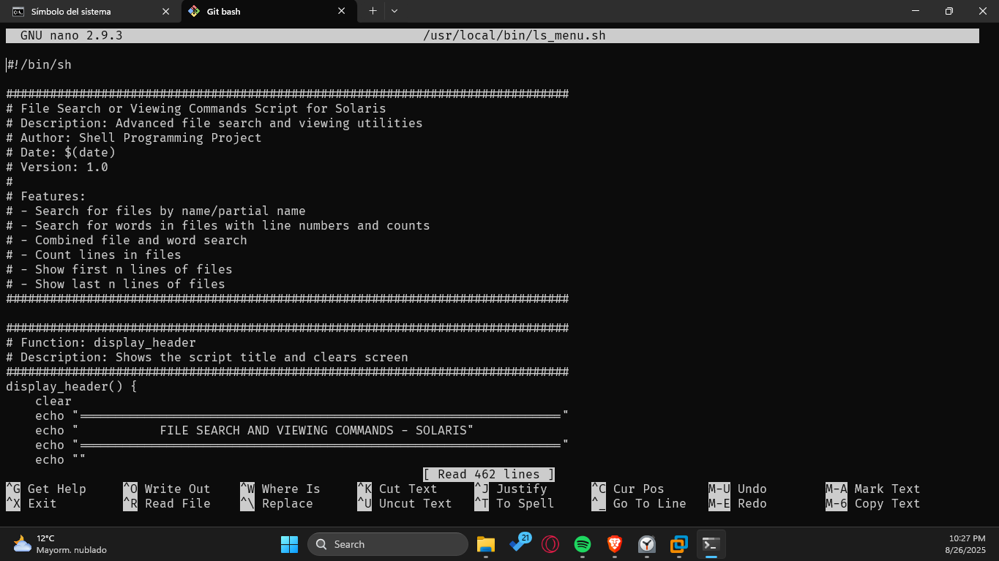 Símbolo del sistema
Git bash
GNU nano 2.9.3 /usr/local/bin/ls_menu.sh
#!/bin/sh
#############################################################################
# File Search or Viewing Commands Script for Solaris
# Description: Advanced file search and viewing utilities
# Author: Shell Programming Project
# Date: $(date)
# Version: 1.0
#
# Features:
# - Search for files by name/partial name
# - Search for words in files with line numbers and counts
# - Combined file and word search
# - Count lines in files
# - Show first n lines of files
# - Show last n lines of files
#############################################################################
#############################################################################
# Function: display_header
# Description: Shows the script title and clears screen
#############################################################################
display_header() {
clear
echo "=================================================================="
echo "           FILE SEARCH AND VIEWING COMMANDS - SOLARIS"
echo "=================================================================="
echo ""
[ Read 462 lines ]
^G Get Help ^O Write Out ^W Where Is ^K Cut Text ^J Justify ^C Cur Pos M-U Undo M-A Mark Text
^X Exit ^R Read File ^\ Replace ^U Uncut Text ^T To Spell ^_ Go To Line M-E Redo M-6 Copy Text
12°C
Mayorm. nublado
Search
21
10:27 PM
8/26/2025